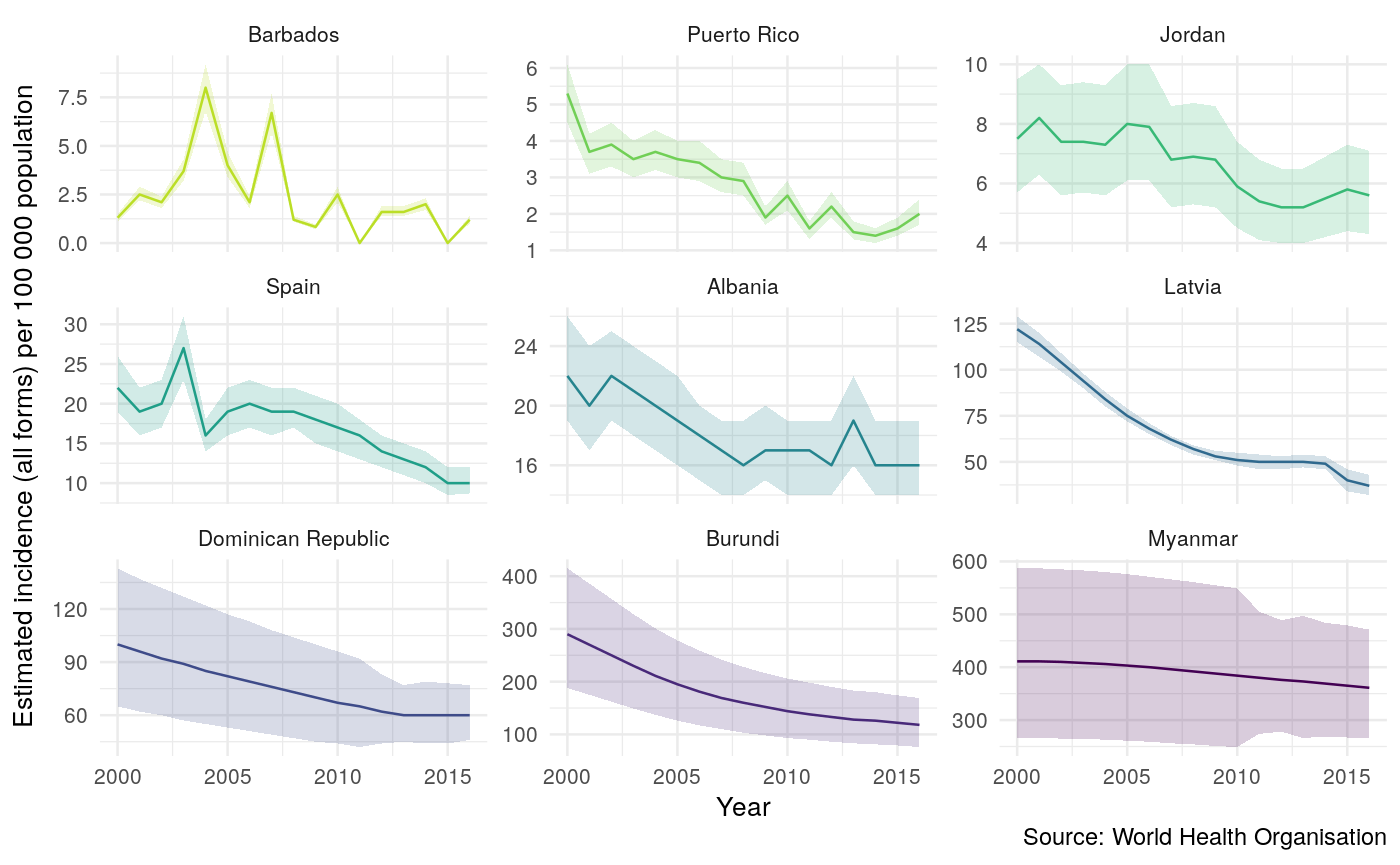 Estimated incidence (all forms) per 100 000 population
Barbados
7.5
5.0
2.5
0.0
Puerto Rico
6
5
4
3
2
1
Jordan
10
8
6
4
Spain
30
25
20
15
10
Albania
24
20
16
Latvia
125
100
75
50
Dominican Republic
120
90
60
2000 2005 2010 2015
Burundi
400
300
200
100
2000 2005 2010 2015
Myanmar
600
500
400
300
2000 2005 2010 2015
Year
Source: World Health Organisation